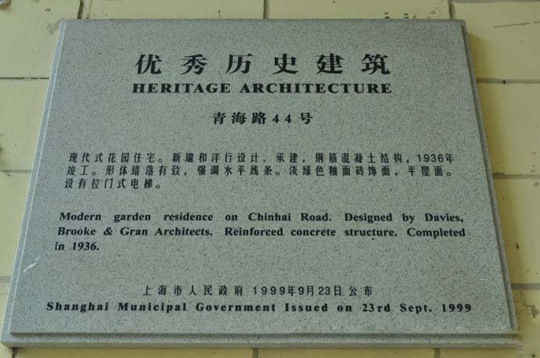 优秀历史建筑
HERITAGE ARCHITECTURE
青海路44号
现代式花园住宅。新瑞和洋行设计、承建，钢筋混凝土结构，1936年
竣工。形体错落有致，强调水平线条。淡绿色釉面砖饰面，平屋面。
设有拉门式电梯。
Modern garden residence on Chinhai Road. Designed by Davies,
Brooke & Gran Architects. Reinforced concrete structure. Completed
in 1936.
上海市人民政府 1999年9月23日公布
Shanghai Municipal Government Issued on 23rd Sept. 1999